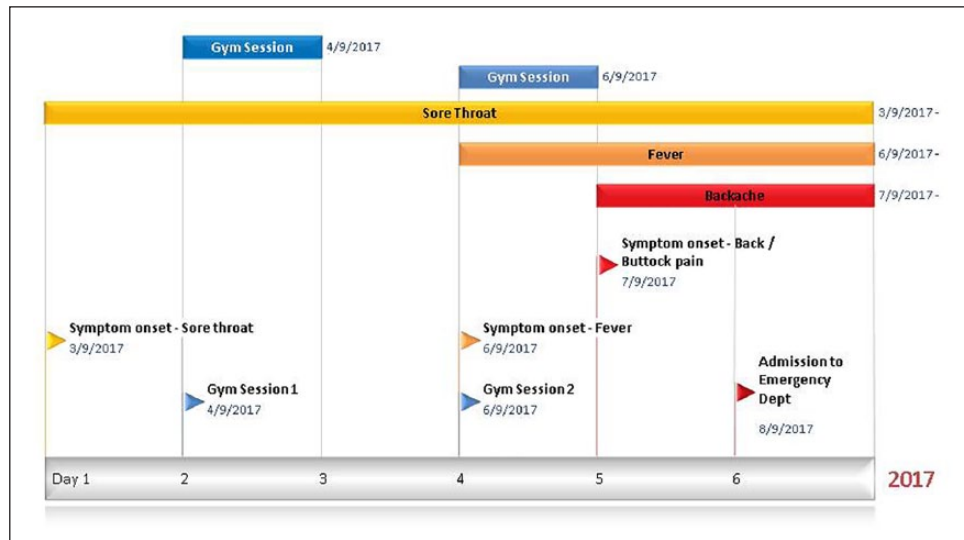 Gym Session 4/9/2017
Gym Session 6/9/2017
Sore Throat 3/9/2017-
Fever 6/9/2017-
Backache 7/9/2017-
Symptom onset - Back /
Buttock pain
7/9/2017
Symptom onset - Sore throat
3/9/2017
Symptom onset - Fever
6/9/2017
Gym Session 1
4/9/2017
Gym Session 2
6/9/2017
Admission to
Emergency
Dept
8/9/2017
Day 1 2 3 4 5 6 2017